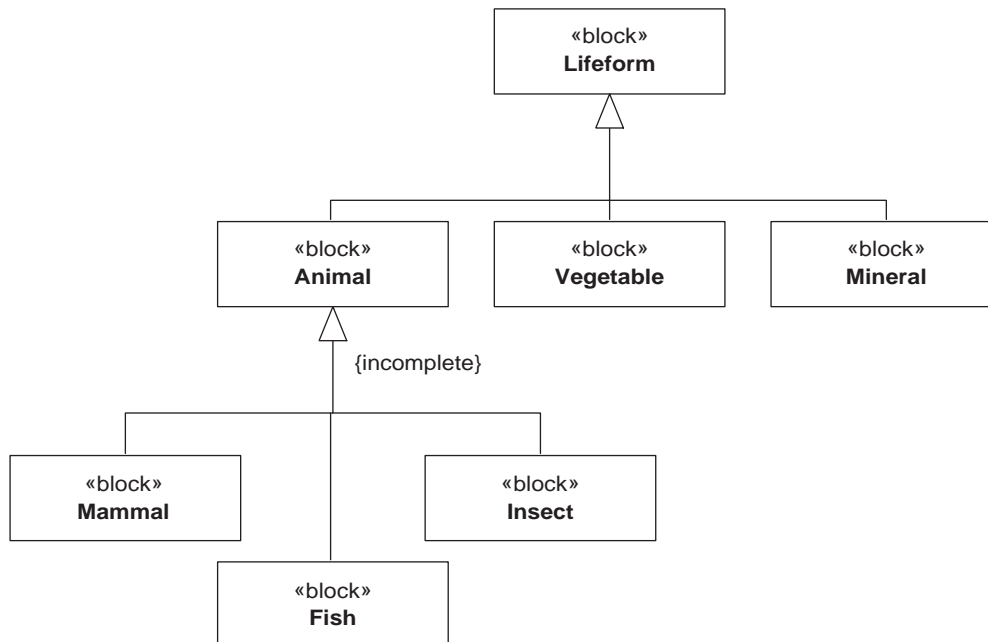 «block»
Lifeform
«block»
Animal
«block»
Vegetable
«block»
Mineral
{incomplete}
«block»
Mammal
«block»
Insect
«block»
Fish